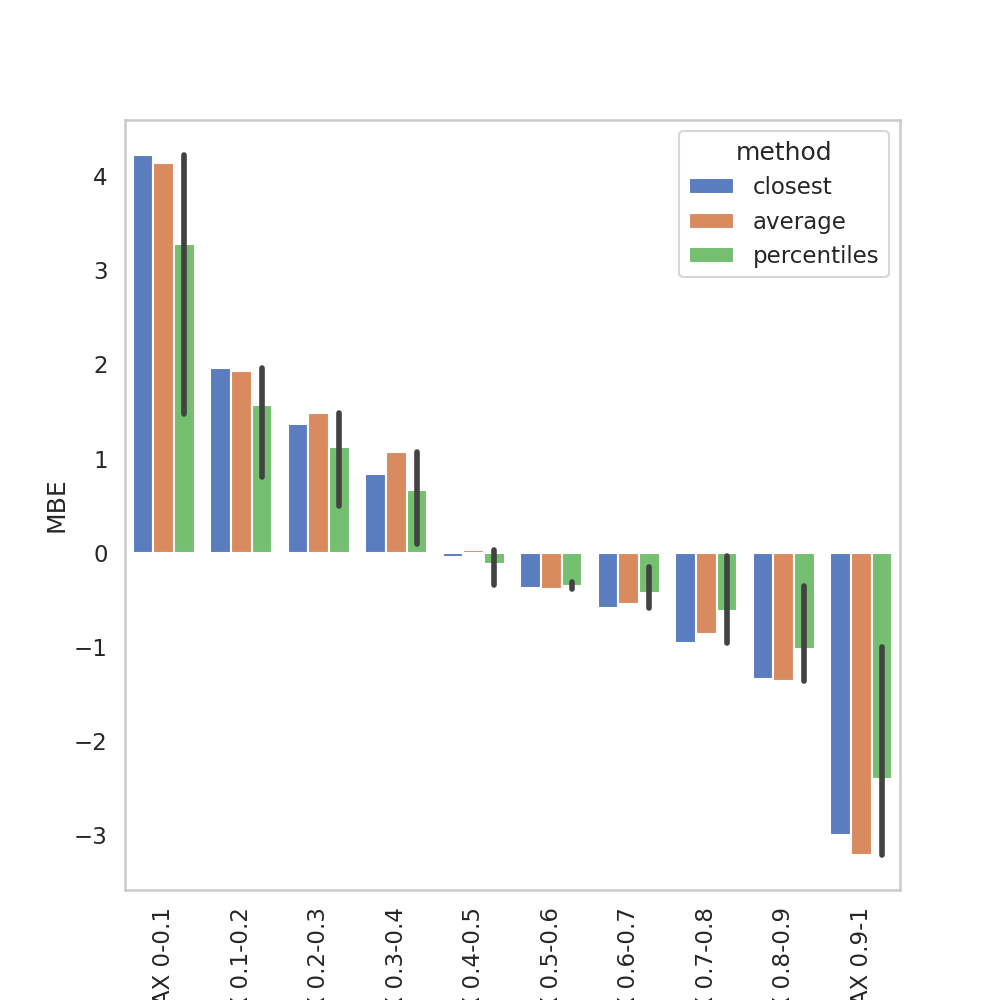 method
closest
average
percentiles
4
3
2
1
0
−1
−2
−3
MBE
AX 0-0.1
0.1-0.2
0.2-0.3
0.3-0.4
0.4-0.5
0.5-0.6
0.6-0.7
0.7-0.8
0.8-0.9
AX 0.9-1